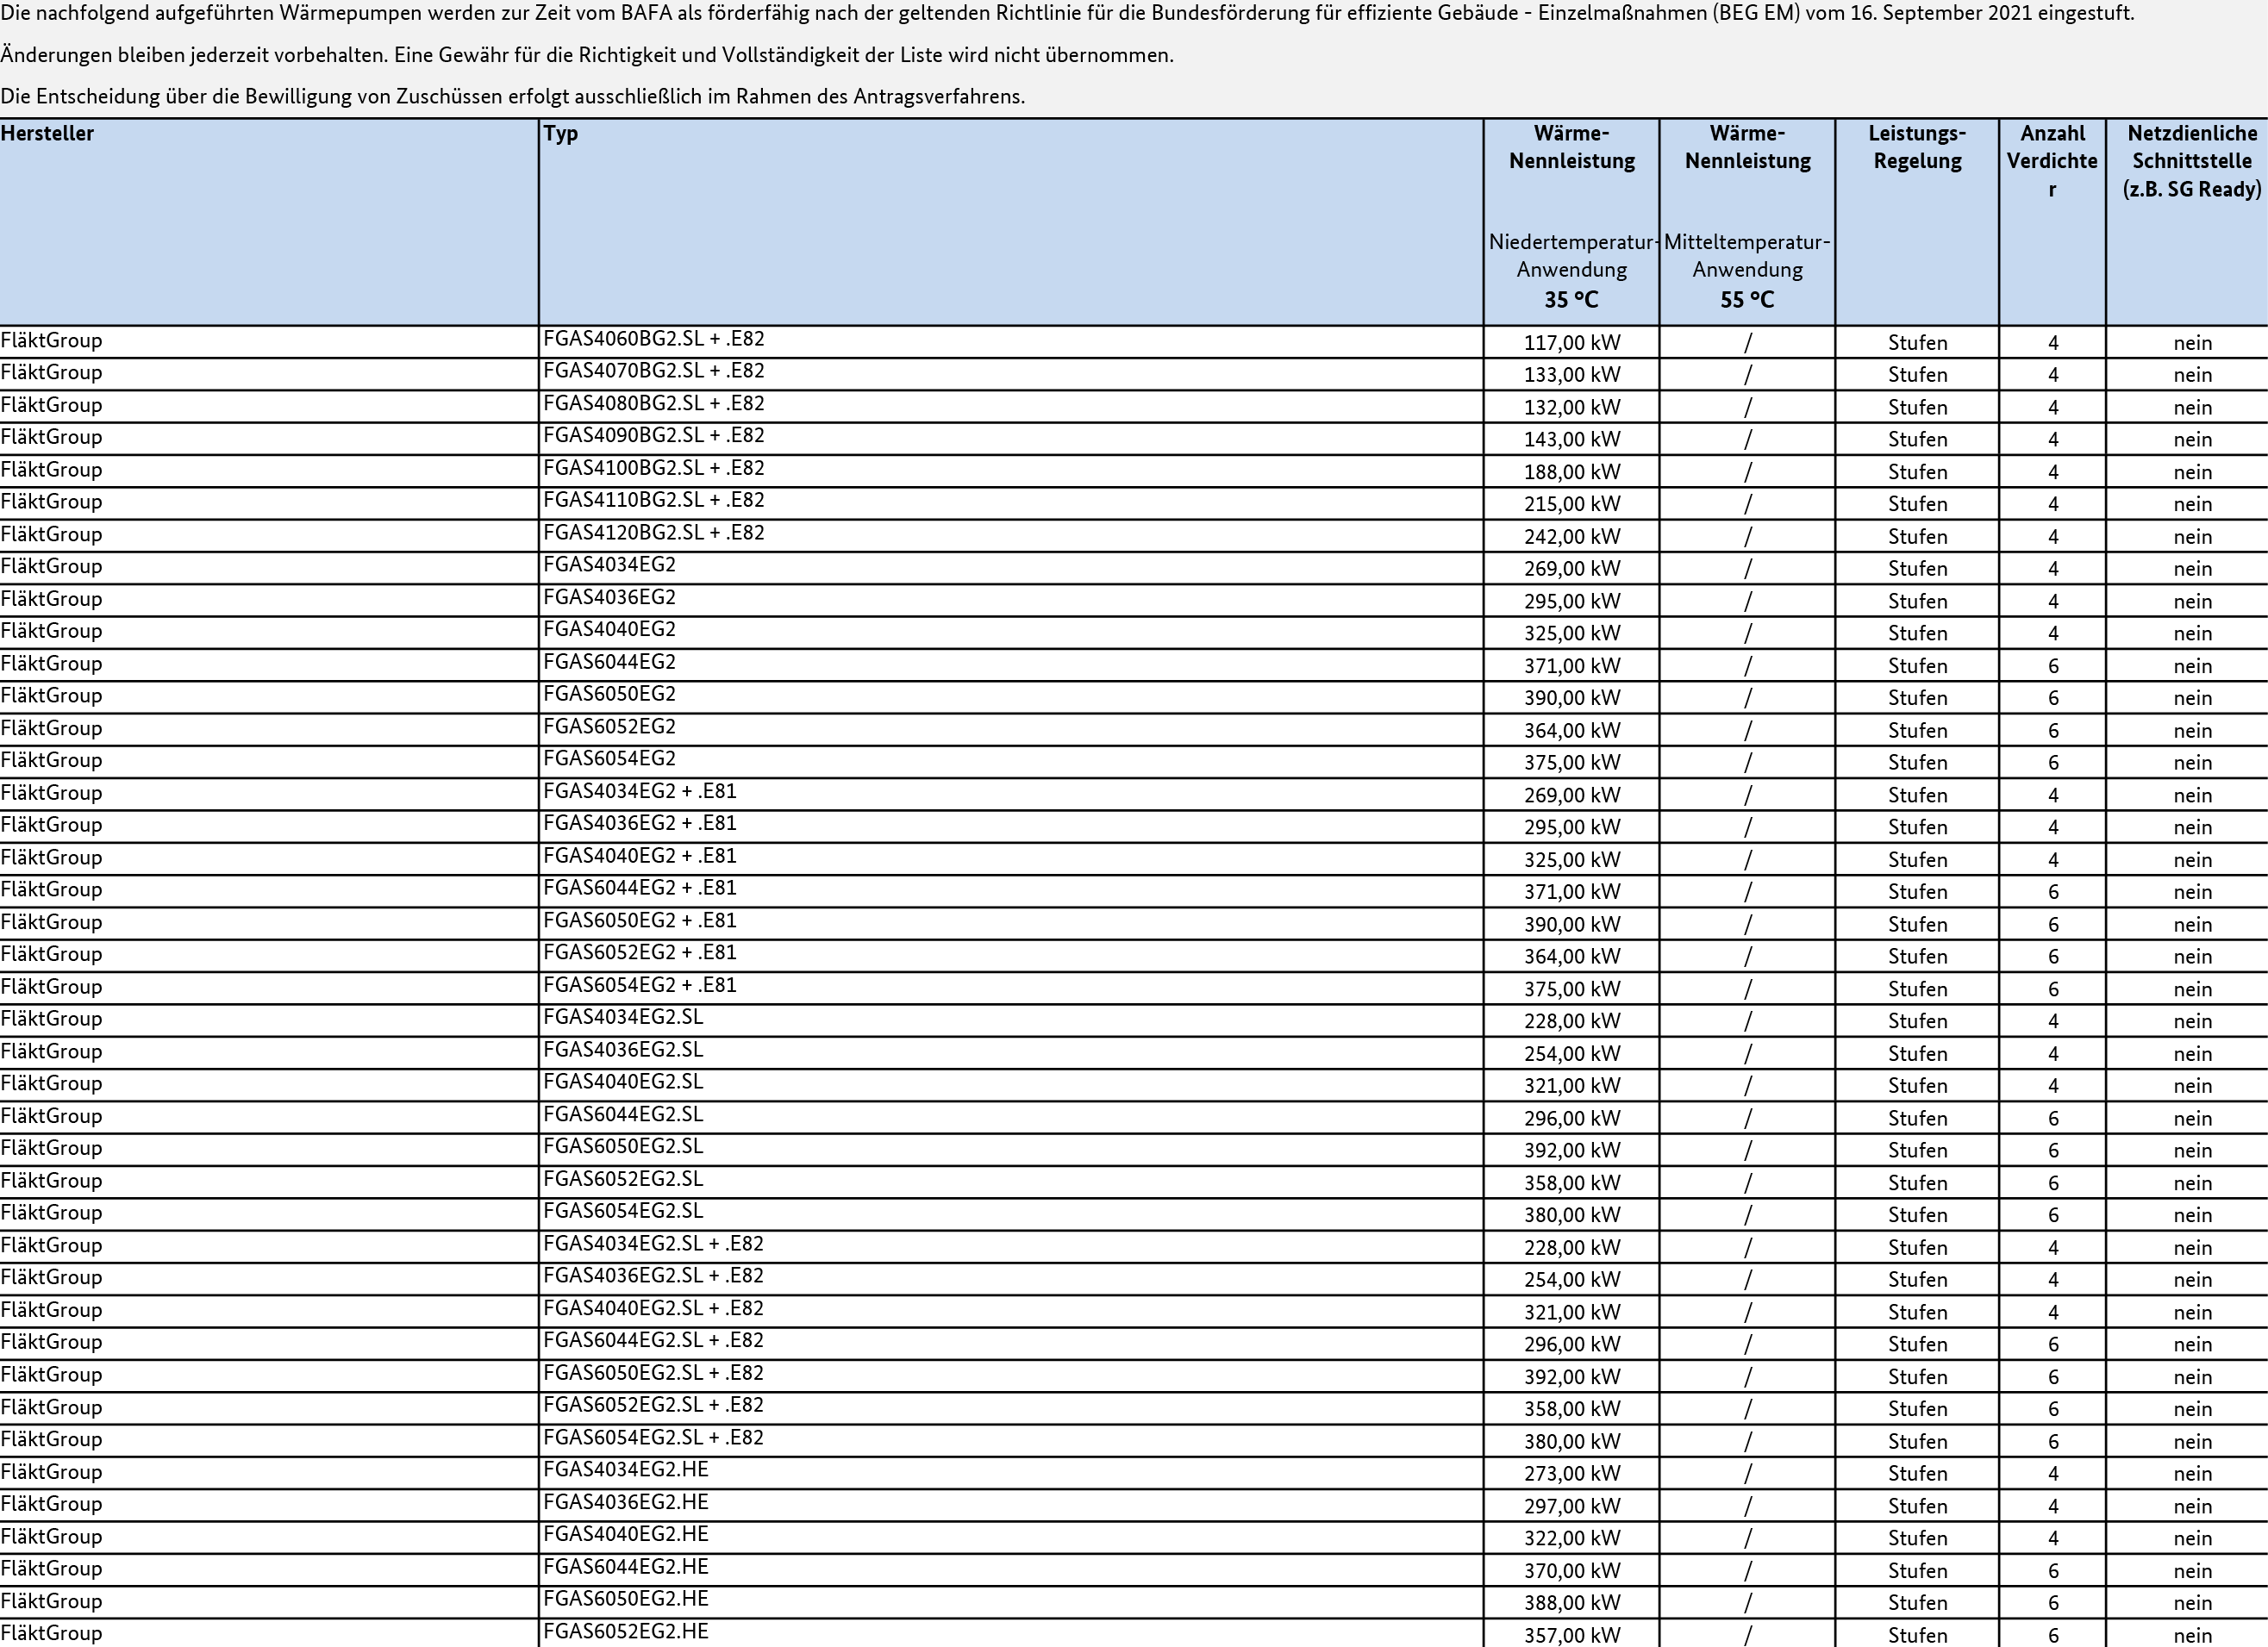 Die nachfolgend aufgeführten Wärmepumpen werden zur Zeit vom BAFA als förderfähig nach der geltenden Richtlinie für die Bundesförderung für effiziente Gebäude - Einzelmaßnahmen (BEG EM) vom 16. September 2021 eingestuft.
Änderungen bleiben jederzeit vorbehalten. Eine Gewähr für die Richtigkeit und Vollständigkeit der Liste wird nicht übernommen.
Die Entscheidung über die Bewilligung von Zuschüssen erfolgt ausschließlich im Rahmen des Antragsverfahrens.
Hersteller Typ Wärme- Wärme- Leistungs- Anzahl Netzdienliche
Nennleistung Nennleistung Regelung Verdichte Schnittstelle
r (z.B. SG Ready)
Niedertemperatur- Mitteltemperatur-
Anwendung Anwendung
35 °C 55 °C
FläktGroup FGAS4060BG2.SL + .E82 117,00 kW / Stufen 4 nein
FläktGroup FGAS4070BG2.SL + .E82 133,00 kW / Stufen 4 nein
FläktGroup FGAS4080BG2.SL + .E82 132,00 kW / Stufen 4 nein
FläktGroup FGAS4090BG2.SL + .E82 143,00 kW / Stufen 4 nein
FläktGroup FGAS4100BG2.SL + .E82 188,00 kW / Stufen 4 nein
FläktGroup FGAS4110BG2.SL + .E82 215,00 kW / Stufen 4 nein
FläktGroup FGAS4120BG2.SL + .E82 242,00 kW / Stufen 4 nein
FläktGroup FGAS4034EG2 269,00 kW / Stufen 4 nein
FläktGroup FGAS4036EG2 295,00 kW / Stufen 4 nein
FläktGroup FGAS4040EG2 325,00 kW / Stufen 4 nein
FläktGroup FGAS6044EG2 371,00 kW / Stufen 6 nein
FläktGroup FGAS6050EG2 390,00 kW / Stufen 6 nein
FläktGroup FGAS6052EG2 364,00 kW / Stufen 6 nein
FläktGroup FGAS6054EG2 375,00 kW / Stufen 6 nein
FläktGroup FGAS4034EG2 + .E81 269,00 kW / Stufen 4 nein
FläktGroup FGAS4036EG2 + .E81 295,00 kW / Stufen 4 nein
FläktGroup FGAS4040EG2 + .E81 325,00 kW / Stufen 4 nein
FläktGroup FGAS6044EG2 + .E81 371,00 kW / Stufen 6 nein
FläktGroup FGAS6050EG2 + .E81 390,00 kW / Stufen 6 nein
FläktGroup FGAS6052EG2 + .E81 364,00 kW / Stufen 6 nein
FläktGroup FGAS6054EG2 + .E81 375,00 kW / Stufen 6 nein
FläktGroup FGAS4034EG2.SL 228,00 kW / Stufen 4 nein
FläktGroup FGAS4036EG2.SL 254,00 kW / Stufen 4 nein
FläktGroup FGAS4040EG2.SL 321,00 kW / Stufen 4 nein
FläktGroup FGAS6044EG2.SL 296,00 kW / Stufen 6 nein
FläktGroup FGAS6050EG2.SL 392,00 kW / Stufen 6 nein
FläktGroup FGAS6052EG2.SL 358,00 kW / Stufen 6 nein
FläktGroup FGAS6054EG2.SL 380,00 kW / Stufen 6 nein
FläktGroup FGAS4034EG2.SL + .E82 228,00 kW / Stufen 4 nein
FläktGroup FGAS4036EG2.SL + .E82 254,00 kW / Stufen 4 nein
FläktGroup FGAS4040EG2.SL + .E82 321,00 kW / Stufen 4 nein
FläktGroup FGAS6044EG2.SL + .E82 296,00 kW / Stufen 6 nein
FläktGroup FGAS6050EG2.SL + .E82 392,00 kW / Stufen 6 nein
FläktGroup FGAS6052EG2.SL + .E82 358,00 kW / Stufen 6 nein
FläktGroup FGAS6054EG2.SL + .E82 380,00 kW / Stufen 6 nein
FläktGroup FGAS4034EG2.HE 273,00 kW / Stufen 4 nein
FläktGroup FGAS4036EG2.HE 297,00 kW / Stufen 4 nein
FläktGroup FGAS4040EG2.HE 322,00 kW / Stufen 4 nein
FläktGroup FGAS6044EG2.HE 370,00 kW / Stufen 6 nein
FläktGroup FGAS6050EG2.HE 388,00 kW / Stufen 6 nein
FläktGroup FGAS6052EG2.HE 357,00 kW / Stufen 6 nein